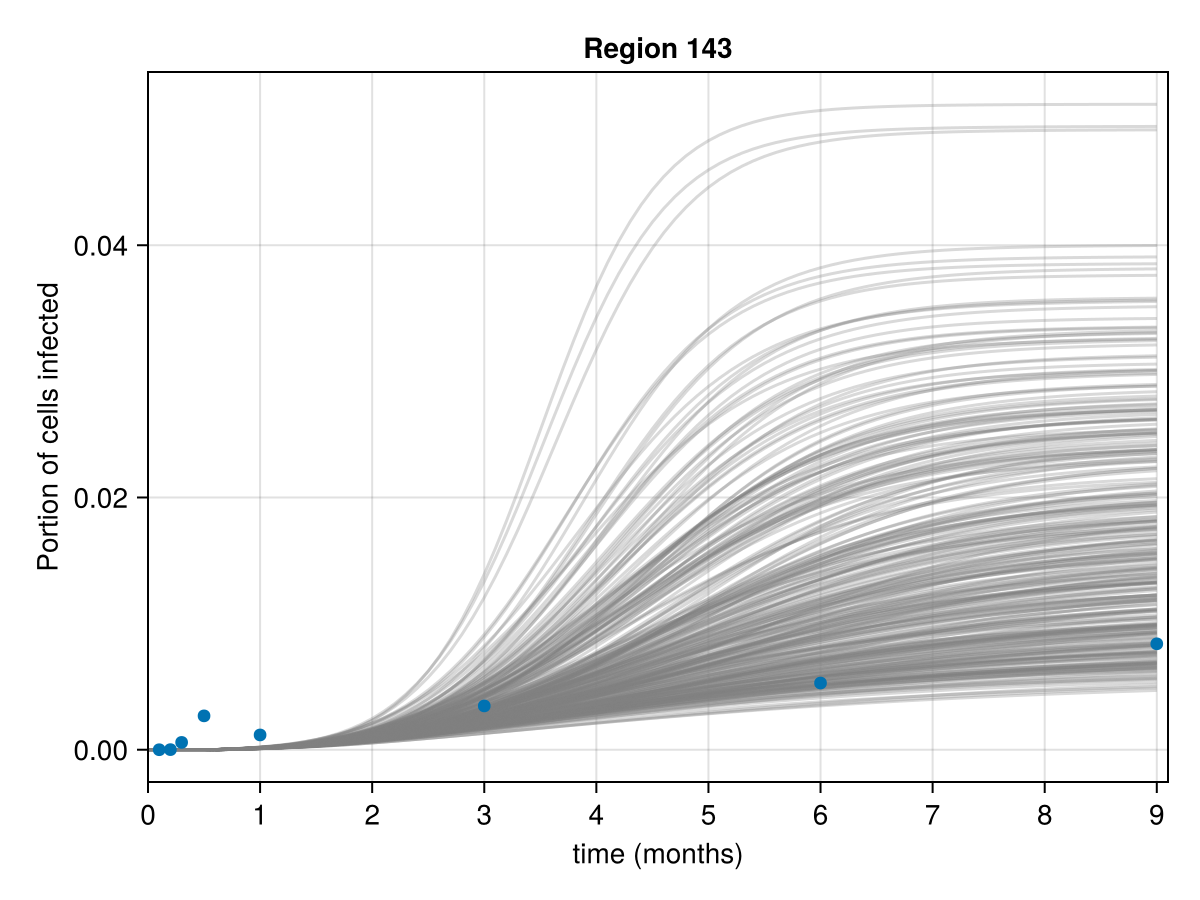 Region 143
Portion of cells infected
0.04
0.02
0.00
0 1 2 3 4 5 6 7 8 9
time (months)